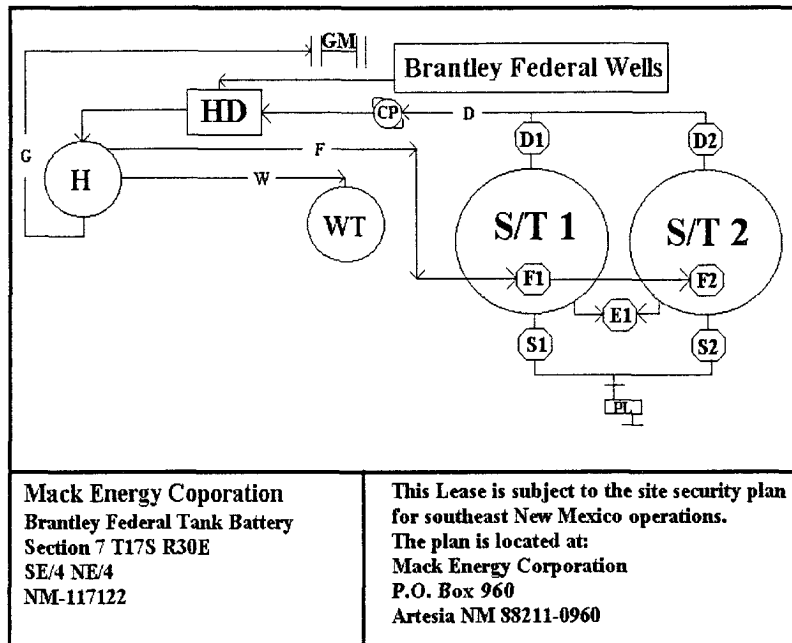 GM
Brantley Federal Wells
HD
CP
D
D1
D2
G
F
H
W
WT
S/T 1
S/T 2
F1
F2
E1
S1
S2
PL
Mack Energy Coporation
Brantley Federal Tank Battery
Section 7 T17S R30E
SE/4 NE/4
NM-117122
This Lease is subject to the site security plan
for southeast New Mexico operations.
The plan is located at:
Mack Energy Corporation
P.O. Box 960
Artesia NM 88211-0960